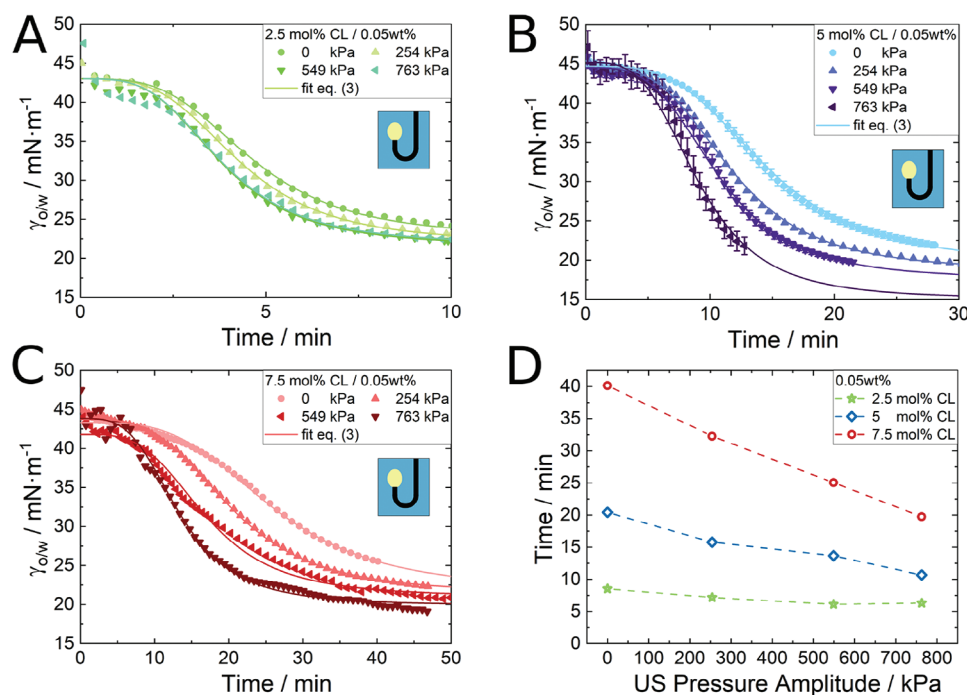 A
2.5 mol% CL / 0.05wt%
0 kPa 254 kPa
549 kPa 763 kPa
fit eq. (3)
γo/w / mN·m⁻¹
50
45
40
35
30
25
20
15
0 5 10
Time / min
B
5 mol% CL / 0.05wt%
0 kPa
254 kPa
549 kPa
763 kPa
fit eq. (3)
γo/w / mN·m⁻¹
50
45
40
35
30
25
20
15
0 10 20 30
Time / min
C
7.5 mol% CL / 0.05wt%
0 kPa 254 kPa
549 kPa 763 kPa
fit eq. (3)
γo/w / mN·m⁻¹
50
45
40
35
30
25
20
15
0 10 20 30 40 50
Time / min
D
0.05wt%
2.5 mol% CL
5 mol% CL
7.5 mol% CL
Time / min
40
35
30
25
20
15
10
5
0
0 100 200 300 400 500 600 700 800
US Pressure Amplitude / kPa